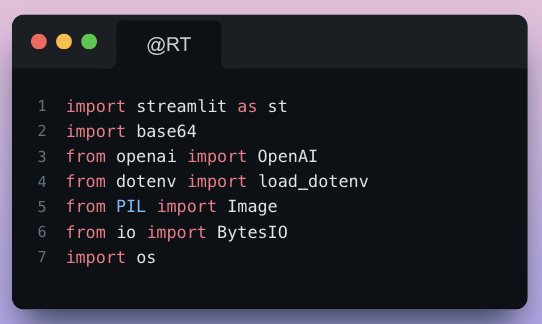 @RT
1 import streamlit as st
2 import base64
3 from openai import OpenAI
4 from dotenv import load_dotenv
5 from PIL import Image
6 from io import BytesIO
7 import os